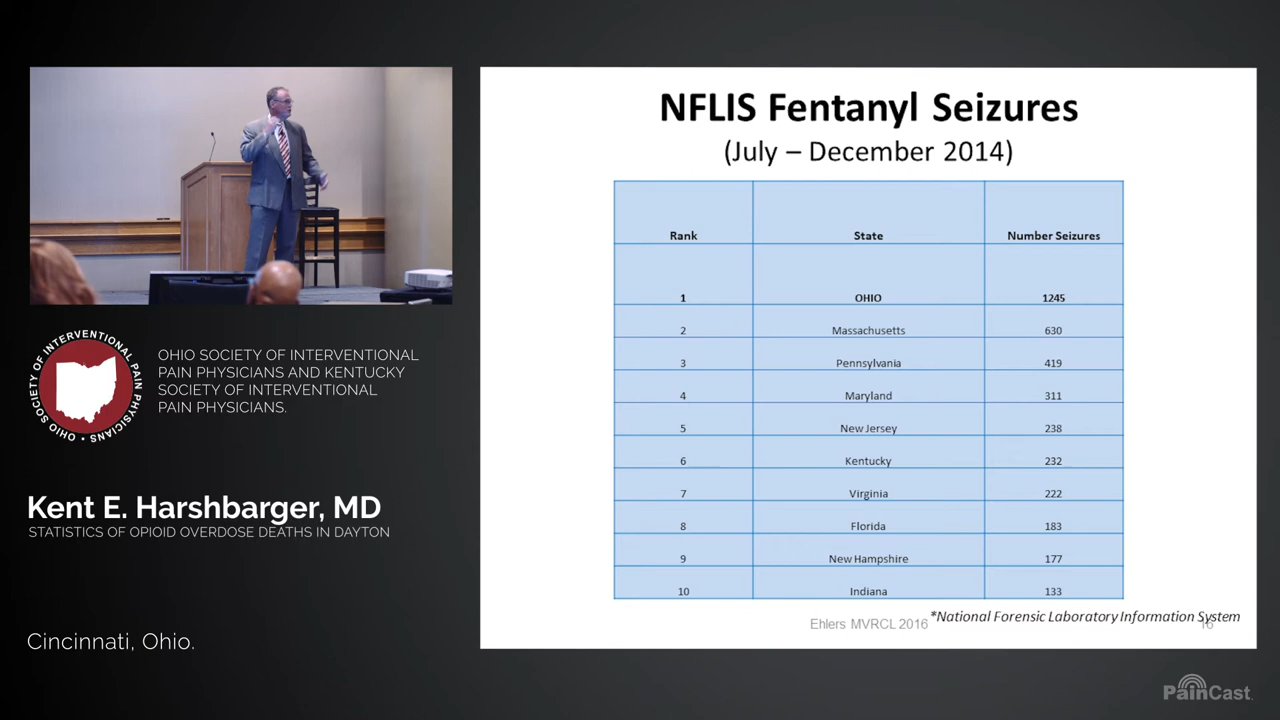 NFLIS Fentanyl Seizures
(July – December 2014)
Rank State Number Seizures
1 OHIO 1245
2 Massachusetts 630
3 Pennsylvania 419
4 Maryland 311
5 New Jersey 238
6 Kentucky 232
7 Virginia 222
8 Florida 183
9 New Hampshire 177
10 Indiana 133
*National Forensic Laboratory Information System
Ehlers MVRCL 2016
16
OHIO SOCIETY OF INTERVENTIONAL PAIN PHYSICIANS
OHIO SOCIETY OF INTERVENTIONAL
PAIN PHYSICIANS AND KENTUCKY
SOCIETY OF INTERVENTIONAL
PAIN PHYSICIANS.
Kent E. Harshbarger, MD
STATISTICS OF OPIOID OVERDOSE DEATHS IN DAYTON
Cincinnati, Ohio.
PainCast.